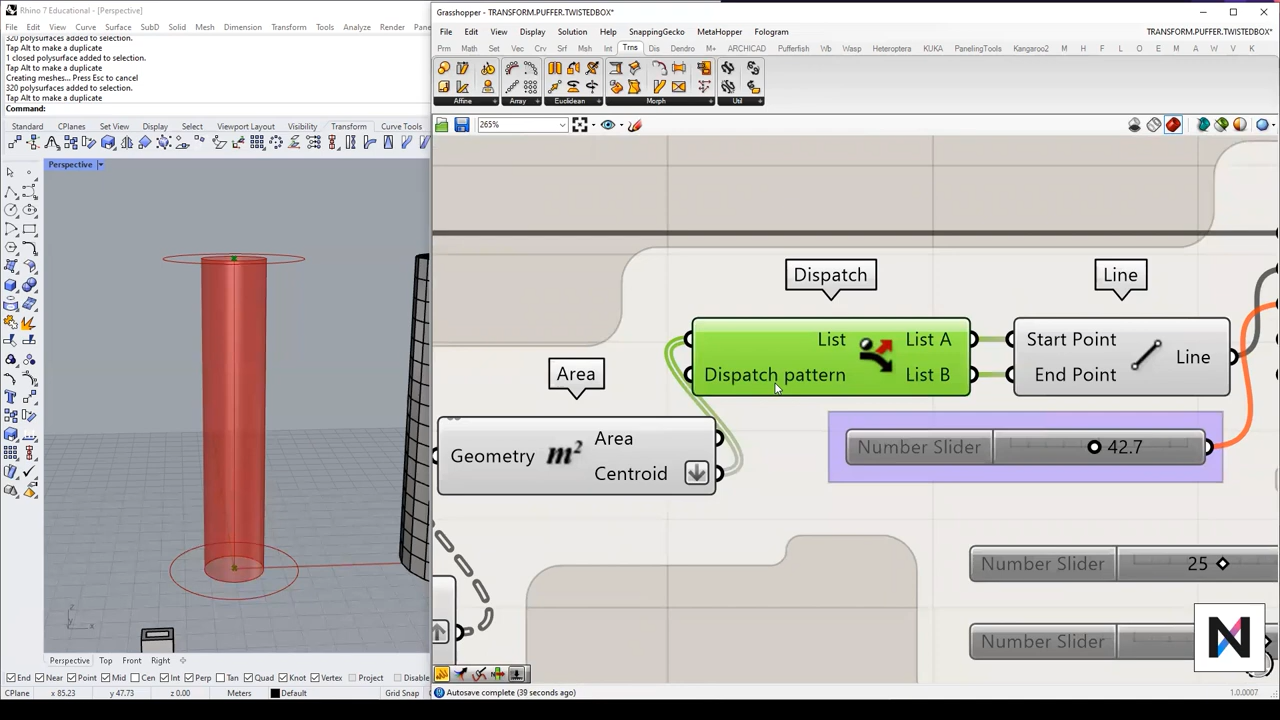 Rhino 7 Educational - [Perspective]
File Edit View Curve Surface SubD Solid Mesh Dimension Transform Tools Analyze Render Pan
320 polysurfaces added to selection.
Tap Alt to make a duplicate
1 closed polysurface added to selection.
Tap Alt to make a duplicate
Creating meshes... Press Esc to cancel
320 polysurfaces added to selection.
Tap Alt to make a duplicate
Command:
Standard CPlanes Set View Display Select Viewport Layout Visibility Transform Curve Tools
Perspective
Perspective Top Front Right
End Near Point Mid Cen Int Perp Tan Quad Knot Vertex Project Disable
CPlane x 85.23 y 47.73 z 0.00 Meters Default Grid Snap
Grasshopper - TRANSFORM.PUFFER.TWISTEDBOX*
File Edit View Display Solution Help SnappingGecko MetaHopper Fologram TRANSFORM.PUFFER.TWISTEDBOX*
Prm Math Set Vec Crv Srf Msh Int Trns Dis Dendro M+ ARCHICAD Pufferfish Wb Wasp Heteroptera KUKA PanelingTools Kangaroo2 M H F L O D M P M A W V K
Affine Array Euclidean Morph Util
265%
Dispatch
Line
List List A
Dispatch pattern List B
Start Point
End Point
Line
Area
Geometry m² Area
Centroid
Number Slider 42.7
Number Slider 25
Number Slider
N
Autosave complete (39 seconds ago)
1.0.0007